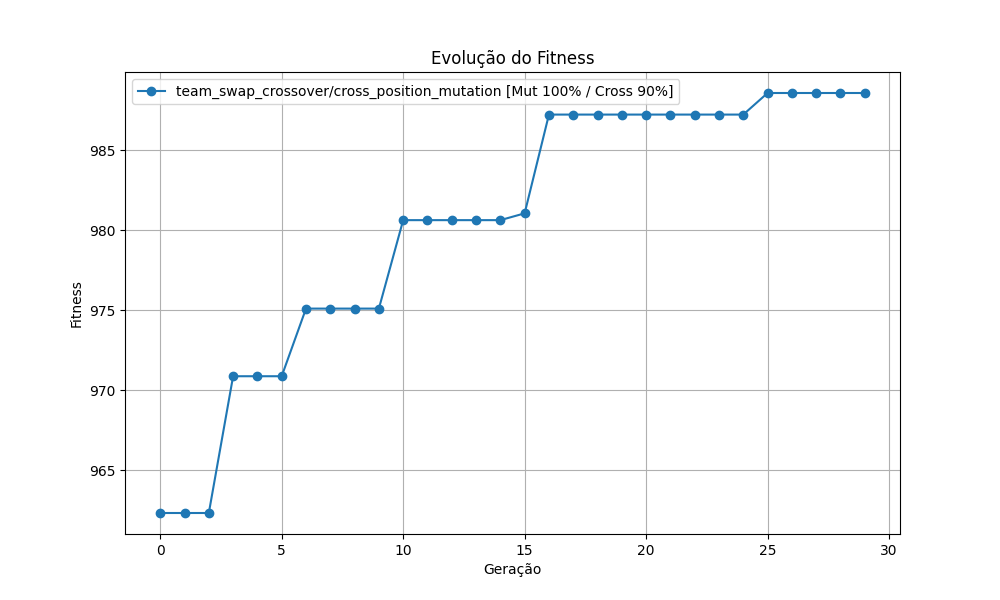 Evolução do Fitness
team_swap_crossover/cross_position_mutation [Mut 100% / Cross 90%]
Fitness
985
980
975
970
965
0 5 10 15 20 25 30
Geração